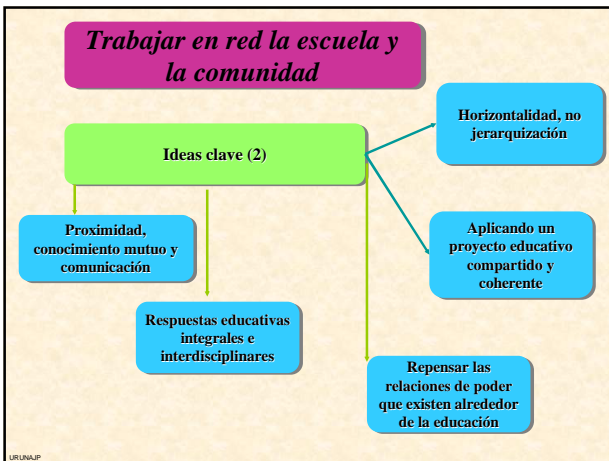 Trabajar en red la escuela y
la comunidad
Ideas clave (2)
Horizontalidad, no
jerarquización
Proximidad,
conocimiento mutuo y
comunicación
Aplicando un
proyecto educativo
compartido y
coherente
Respuestas educativas
integrales e
interdisciplinares
Repensar las
relaciones de poder
que existen alrededor
de la educación
URUNAJP